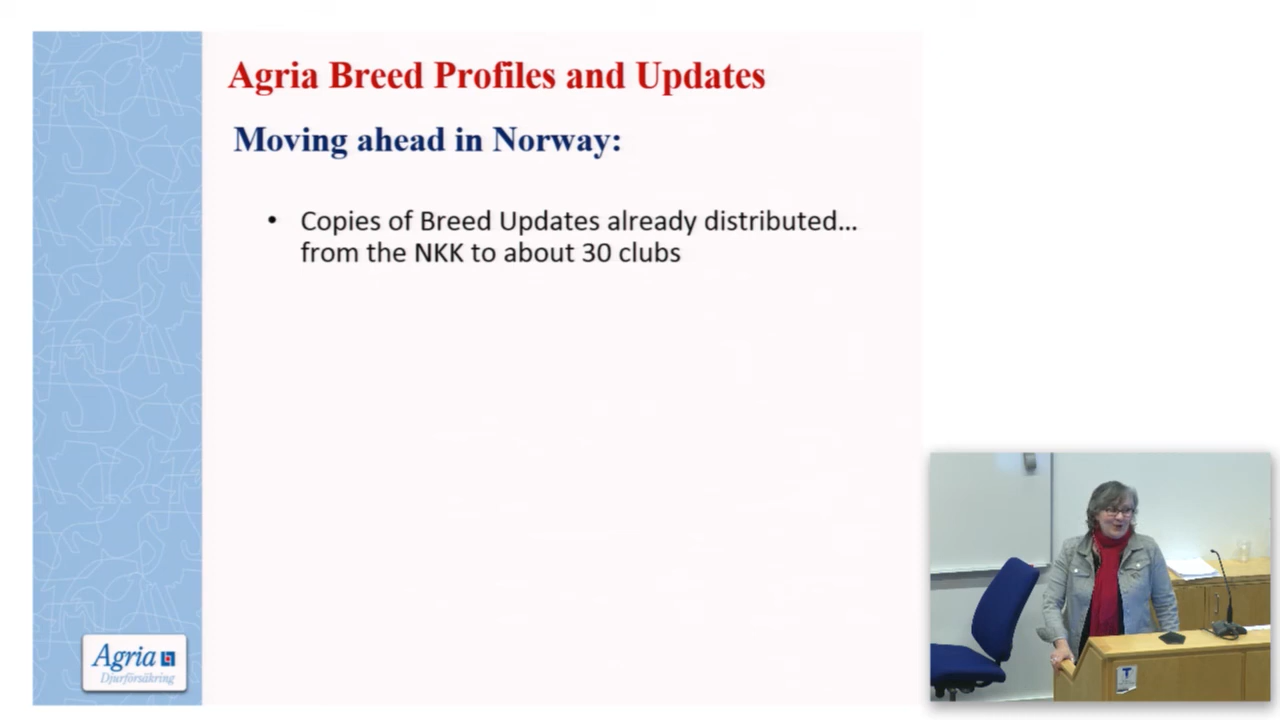 Agria Breed Profiles and Updates
Moving ahead in Norway:
• Copies of Breed Updates already distributed...
from the NKK to about 30 clubs
Agria
Djurförsäkring
T